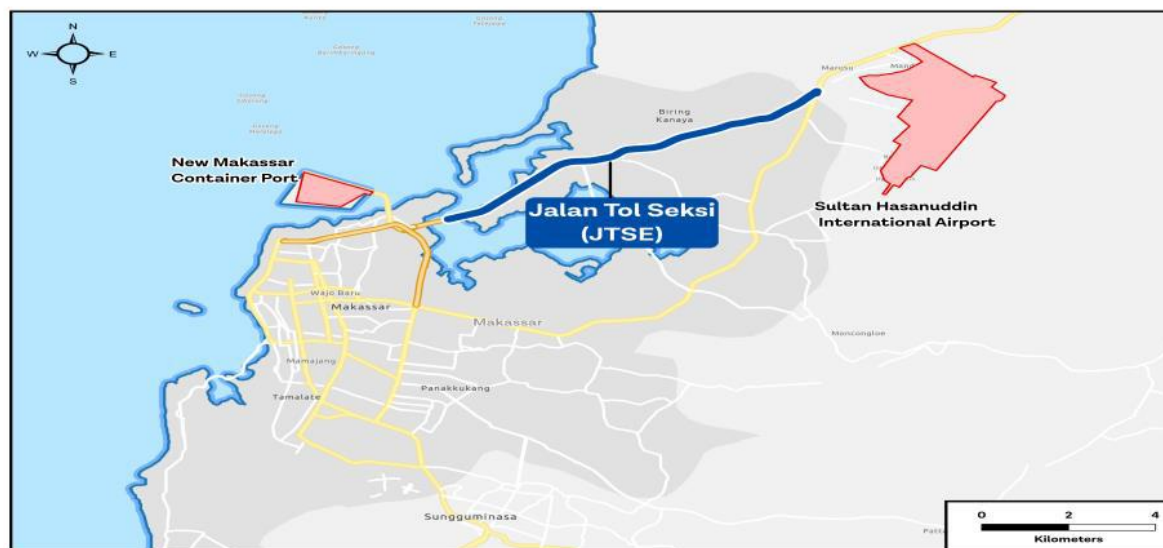 N
W E
S
Maruso
Biring
Kanaya
New Makassar
Container Port
Jalan Tol Seksi
(JTSE)
Sultan Hasanuddin
International Airport
Wajo Baru
Makassar
Makassar
Moncongloe
Mamajang
Panakkukang
Tamalate
Sungguminasa
0 2 4
Kilometers